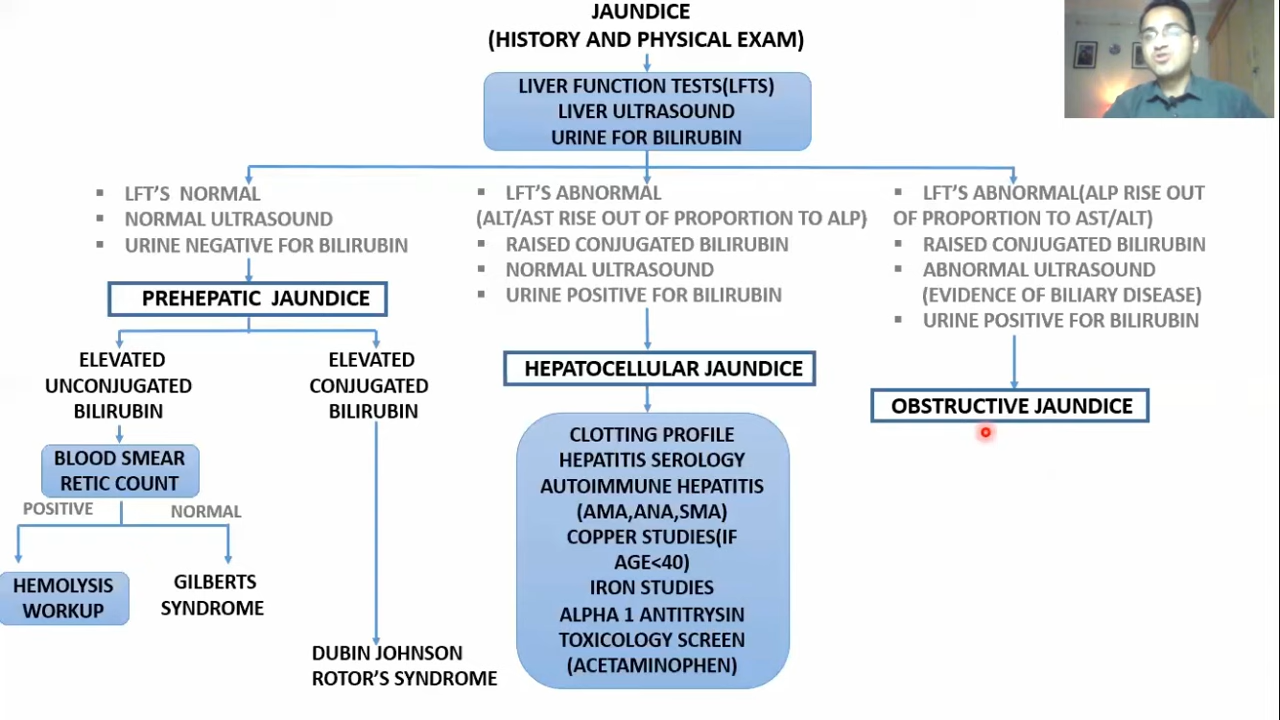 JAUNDICE
(HISTORY AND PHYSICAL EXAM)
LIVER FUNCTION TESTS(LFTS)
LIVER ULTRASOUND
URINE FOR BILIRUBIN
▪ LFT'S NORMAL
▪ NORMAL ULTRASOUND
▪ URINE NEGATIVE FOR BILIRUBIN
PREHEPATIC JAUNDICE
ELEVATED
UNCONJUGATED
BILIRUBIN
ELEVATED
CONJUGATED
BILIRUBIN
BLOOD SMEAR
RETIC COUNT
POSITIVE
NORMAL
HEMOLYSIS
WORKUP
GILBERTS
SYNDROME
DUBIN JOHNSON
ROTOR'S SYNDROME
▪ LFT'S ABNORMAL
(ALT/AST RISE OUT OF PROPORTION TO ALP)
▪ RAISED CONJUGATED BILIRUBIN
▪ NORMAL ULTRASOUND
▪ URINE POSITIVE FOR BILIRUBIN
HEPATOCELLULAR JAUNDICE
CLOTTING PROFILE
HEPATITIS SEROLOGY
AUTOIMMUNE HEPATITIS
(AMA,ANA,SMA)
COPPER STUDIES(IF
AGE<40)
IRON STUDIES
ALPHA 1 ANTITRYSIN
TOXICOLOGY SCREEN
(ACETAMINOPHEN)
▪ LFT'S ABNORMAL(ALP RISE OUT
OF PROPORTION TO AST/ALT)
▪ RAISED CONJUGATED BILIRUBIN
▪ ABNORMAL ULTRASOUND
(EVIDENCE OF BILIARY DISEASE)
▪ URINE POSITIVE FOR BILIRUBIN
OBSTRUCTIVE JAUNDICE